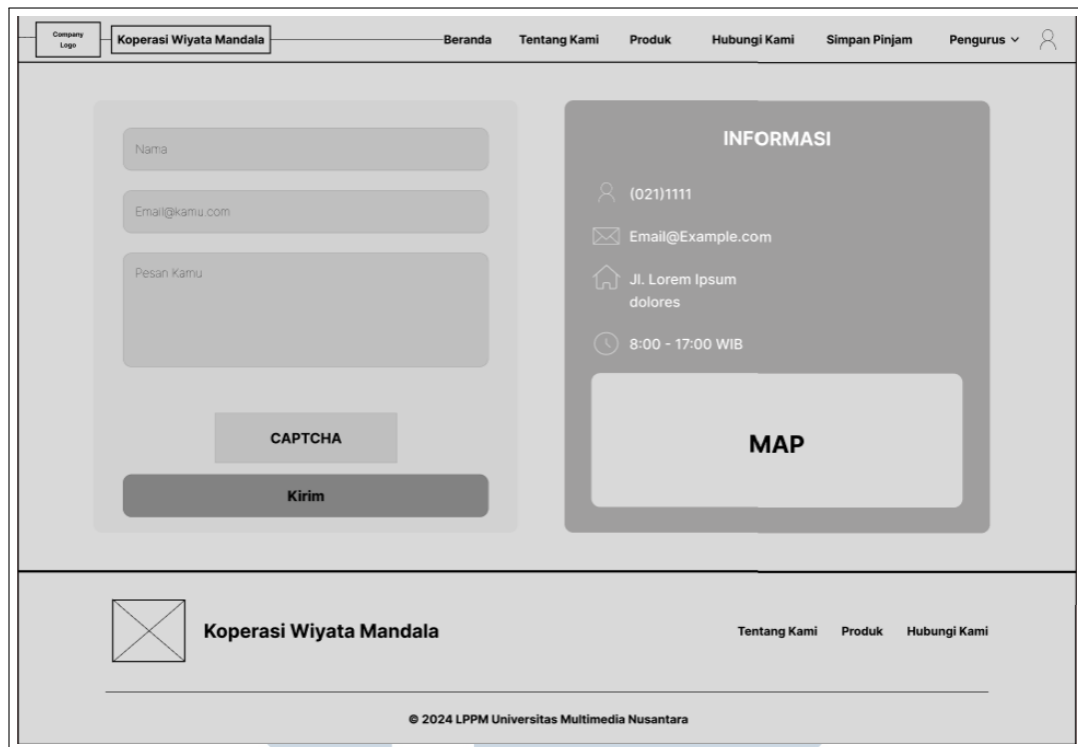 Company
Logo
Koperasi Wiyata Mandala
Beranda
Tentang Kami
Produk
Hubungi Kami
Simpan Pinjam
Pengurus
Nama
Email@kamu.com
Pesan Kamu
CAPTCHA
Kirim
INFORMASI
(021)1111
Email@Example.com
Jl. Lorem Ipsum
dolores
8:00 - 17:00 WIB
MAP
Koperasi Wiyata Mandala
Tentang Kami
Produk
Hubungi Kami
© 2024 LPPM Universitas Multimedia Nusantara